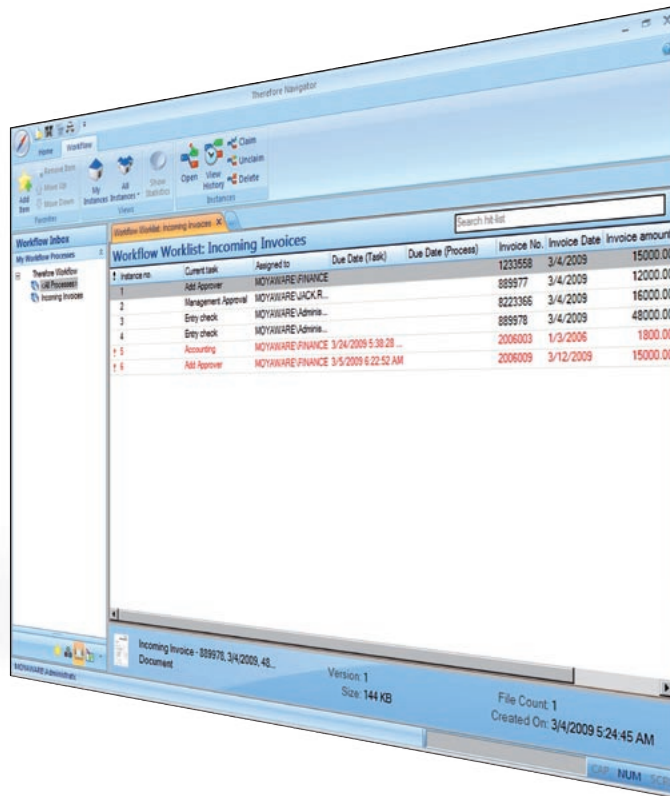 Therefore Navigator
Home Workflow
Add Item
Remove Item
Move Up
Move Down
Favorites
My Instances
All Instances
Views
Show Statistics
Open
View History
Claim
Unclaim
Delete
Instances
Workflow Inbox
My Workflow Processes
Therefore Workflow
<All Processes>
Incoming Invoices
Workflow Worklist: Incoming Invoices
Search hit-list
Workflow Worklist: Incoming Invoices
! Instance no. Current task Assigned to Due Date (Task) Due Date (Process) Invoice No. Invoice Date Invoice amount
1 Add Approver MOYAWARE\FINANCE 1233558 3/4/2009 15000.00
2 Management Approval MOYAWARE\JACK.R... 889977 3/4/2009 12000.00
3 Entry check MOYAWARE\Adminis... 8223366 3/4/2009 16000.00
4 Entry check MOYAWARE\Adminis... 889978 3/4/2009 48000.00
! 5 Accounting MOYAWARE\FINANCE 3/24/2009 5:38:28 ... 2006003 1/3/2006 1800.00
! 6 Add Approver MOYAWARE\FINANCE 3/5/2009 6:22:52 AM 2006009 3/12/2009 15000.00
Incoming Invoice - 889978, 3/4/2009, 48...
Document
Version: 1
Size: 144 KB
File Count: 1
Created On: 3/4/2009 5:24:45 AM
MOYAWARE\Administrato
CAP NUM SCRL